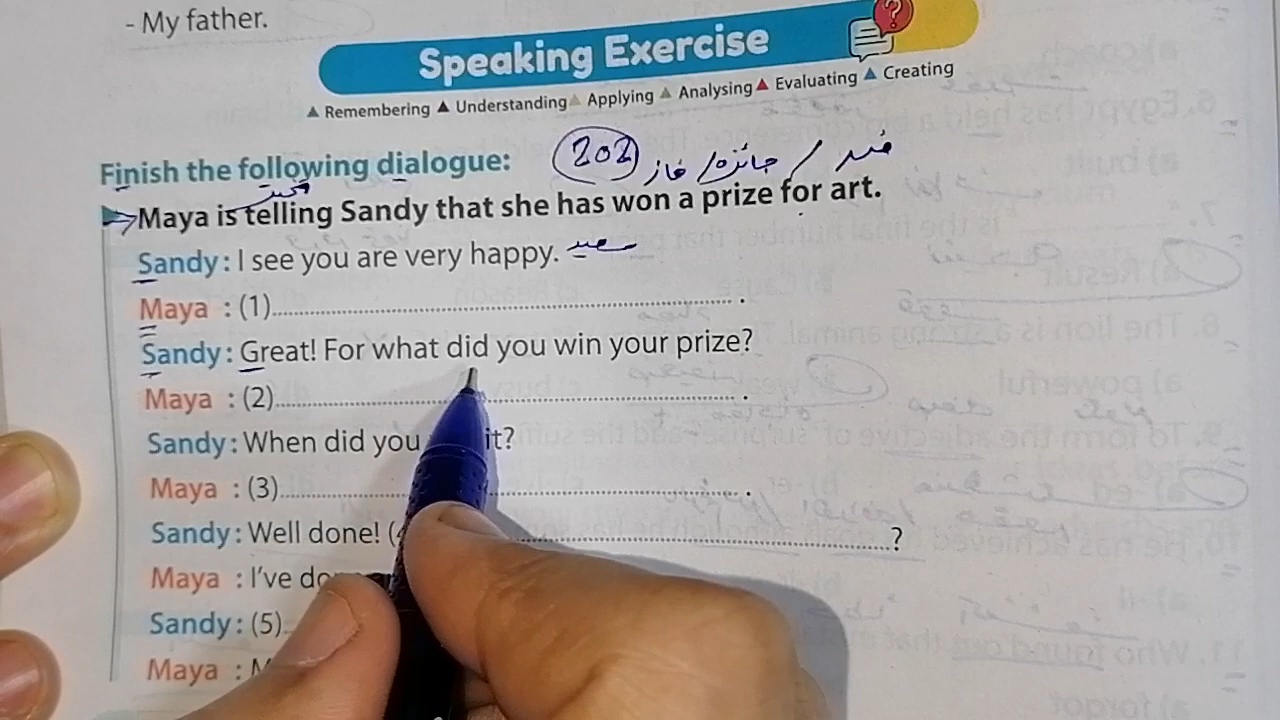 - My father.
Speaking Exercise
▲ Remembering ▲ Understanding ▲ Applying ▲ Analysing ▲ Evaluating ▲ Creating
Finish the following dialogue: 202 فاز / جائزة /
Maya is telling Sandy that she has won a prize for art.
Sandy : I see you are very happy.
Maya : (1) .
Sandy : Great! For what did you win your prize?
Maya : (2) .
Sandy : When did you it?
Maya : (3) .
Sandy : Well done! ( ?
Maya : I've do
Sandy : (5)
Maya : M